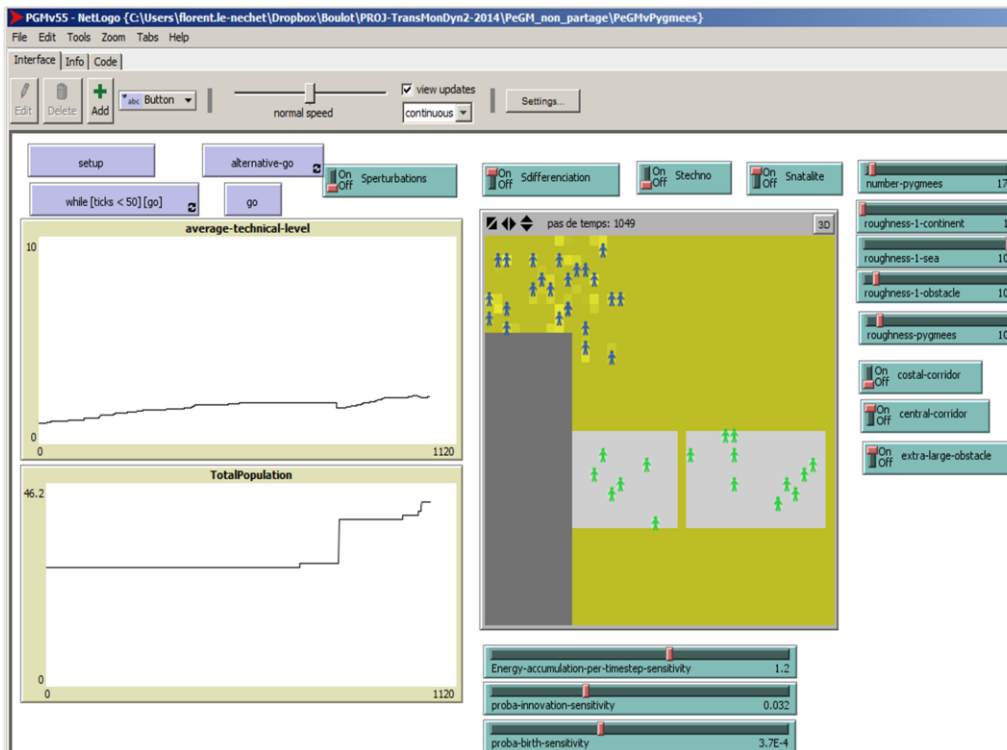 PGMv55 - NetLogo {C:\Users\florent.le-nechet\Dropbox\Boulot\PROJ-TransMonDyn2-2014\PeGM_non_partage\PeGMvPygmees}
File Edit Tools Zoom Tabs Help
Interface Info Code
Edit Delete Add abc Button normal speed view updates continuous Settings...
setup alternative-go
On Off Sperturbations
On Off Sdifferenciation
On Off Stechno
On Off Snatalite
number-pygmees 17
while [ticks < 50] [go] go
roughness-1-continent 1
roughness-1-sea 10
roughness-1-obstacle 10
roughness-pygmees 10
On Off costal-corridor
On Off central-corridor
On Off extra-large-obstacle
average-technical-level
10
0
0 1120
TotalPopulation
46.2
0
0 1120
pas de temps: 1049 3D
Energy-accumulation-per-timestep-sensitivity 1.2
proba-innovation-sensitivity 0.032
proba-birth-sensitivity 3.7E-4